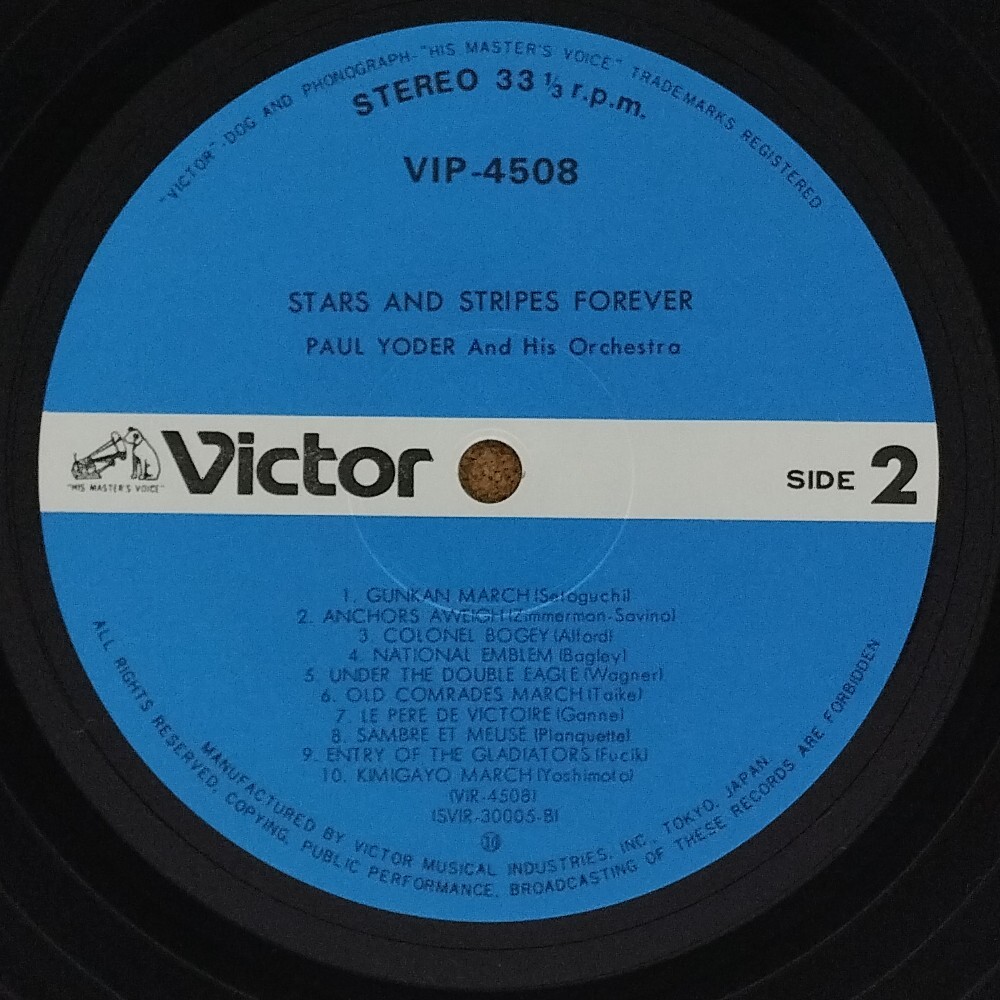 "VICTOR"-DOG AND PHONOGRAPH-"HIS MASTER'S VOICE" TRADEMARKS REGISTERED
STEREO 33 1/3 r.p.m.
VIP-4508
STARS AND STRIPES FOREVER
PAUL YODER And His Orchestra
"HIS MASTER'S VOICE"
Victor
SIDE 2
1. GUNKAN MARCH (Setoguchi)
2. ANCHORS AWEIGH (Zimmerman-Savino)
3. COLONEL BOGEY (Alford)
4. NATIONAL EMBLEM (Bagley)
5. UNDER THE DOUBLE EAGLE (Wagner)
6. OLD COMRADES MARCH (Taike)
7. LE PERE DE VICTOIRE (Ganne)
8. SAMBRE ET MEUSE (Planquette)
9. ENTRY OF THE GLADIATORS (Fucik)
10. KIMIGAYO MARCH (Yoshimoto)
(VIR-4508)
(SVIR-30005-B)
MANUFACTURED BY VICTOR MUSICAL INDUSTRIES, INC., TOKYO, JAPAN
ALL RIGHTS RESERVED, COPYING, PUBLIC PERFORMANCE, BROADCASTING OF THESE RECORDS ARE FORBIDDEN